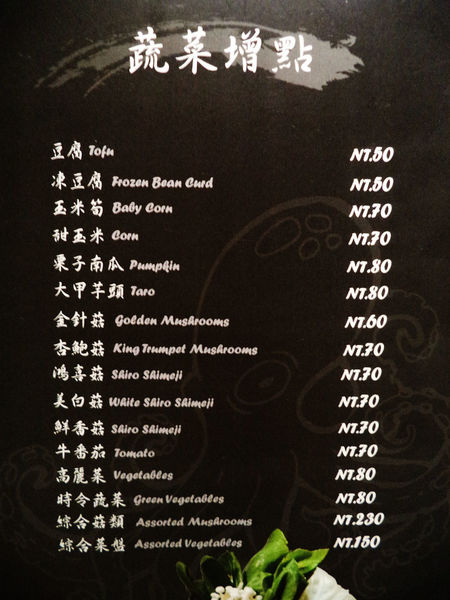 蔬菜增點
豆腐 Tofu NT.50
凍豆腐 Frozen Bean Curd NT.50
玉米筍 Baby Corn NT.70
甜玉米 Corn NT.70
栗子南瓜 Pumpkin NT.80
大甲芋頭 Taro NT.80
金針菇 Golden Mushrooms NT.60
杏鮑菇 King Trumpet Mushrooms NT.70
鴻喜菇 Shiro Shimeji NT.70
美白菇 White Shiro Shimeji NT.70
鮮香菇 Shiro Shimeji NT.70
牛番茄 Tomato NT.70
高麗菜 Vegetables NT.80
時令蔬菜 Green Vegetables NT.80
綜合菇類 Assorted Mushrooms NT.230
綜合菜盤 Assorted Vegetables NT.150